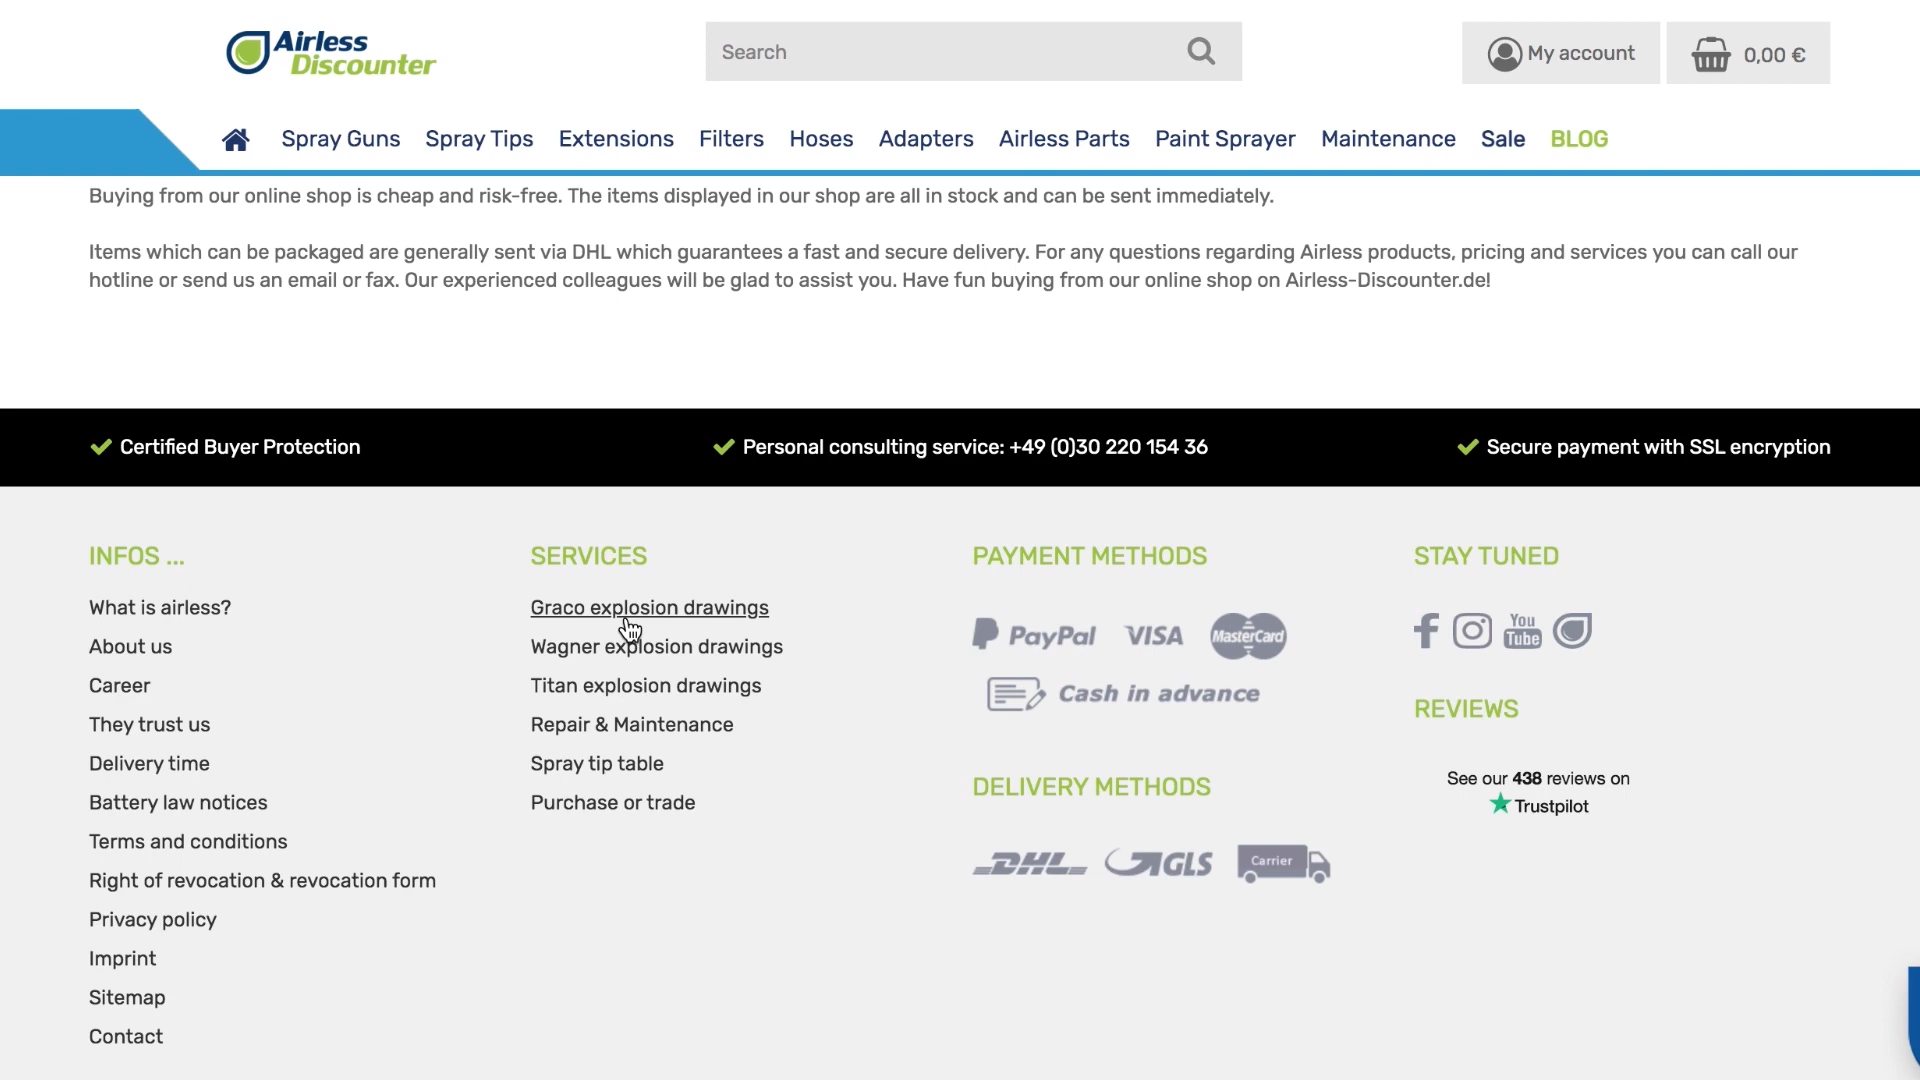 Airless
Discounter
Search
My account
0,00 €
Spray Guns Spray Tips Extensions Filters Hoses Adapters Airless Parts Paint Sprayer Maintenance Sale BLOG
Buying from our online shop is cheap and risk-free. The items displayed in our shop are all in stock and can be sent immediately.
Items which can be packaged are generally sent via DHL which guarantees a fast and secure delivery. For any questions regarding Airless products, pricing and services you can call our
hotline or send us an email or fax. Our experienced colleagues will be glad to assist you. Have fun buying from our online shop on Airless-Discounter.de!
Certified Buyer Protection
Personal consulting service: +49 (0)30 220 154 36
Secure payment with SSL encryption
INFOS ...
What is airless?
About us
Career
They trust us
Delivery time
Battery law notices
Terms and conditions
Right of revocation & revocation form
Privacy policy
Imprint
Sitemap
Contact
SERVICES
Graco explosion drawings
Wagner explosion drawings
Titan explosion drawings
Repair & Maintenance
Spray tip table
Purchase or trade
PAYMENT METHODS
PayPal VISA MasterCard
Cash in advance
DELIVERY METHODS
DHL GLS Carrier
STAY TUNED
You
Tube
REVIEWS
See our 438 reviews on
Trustpilot